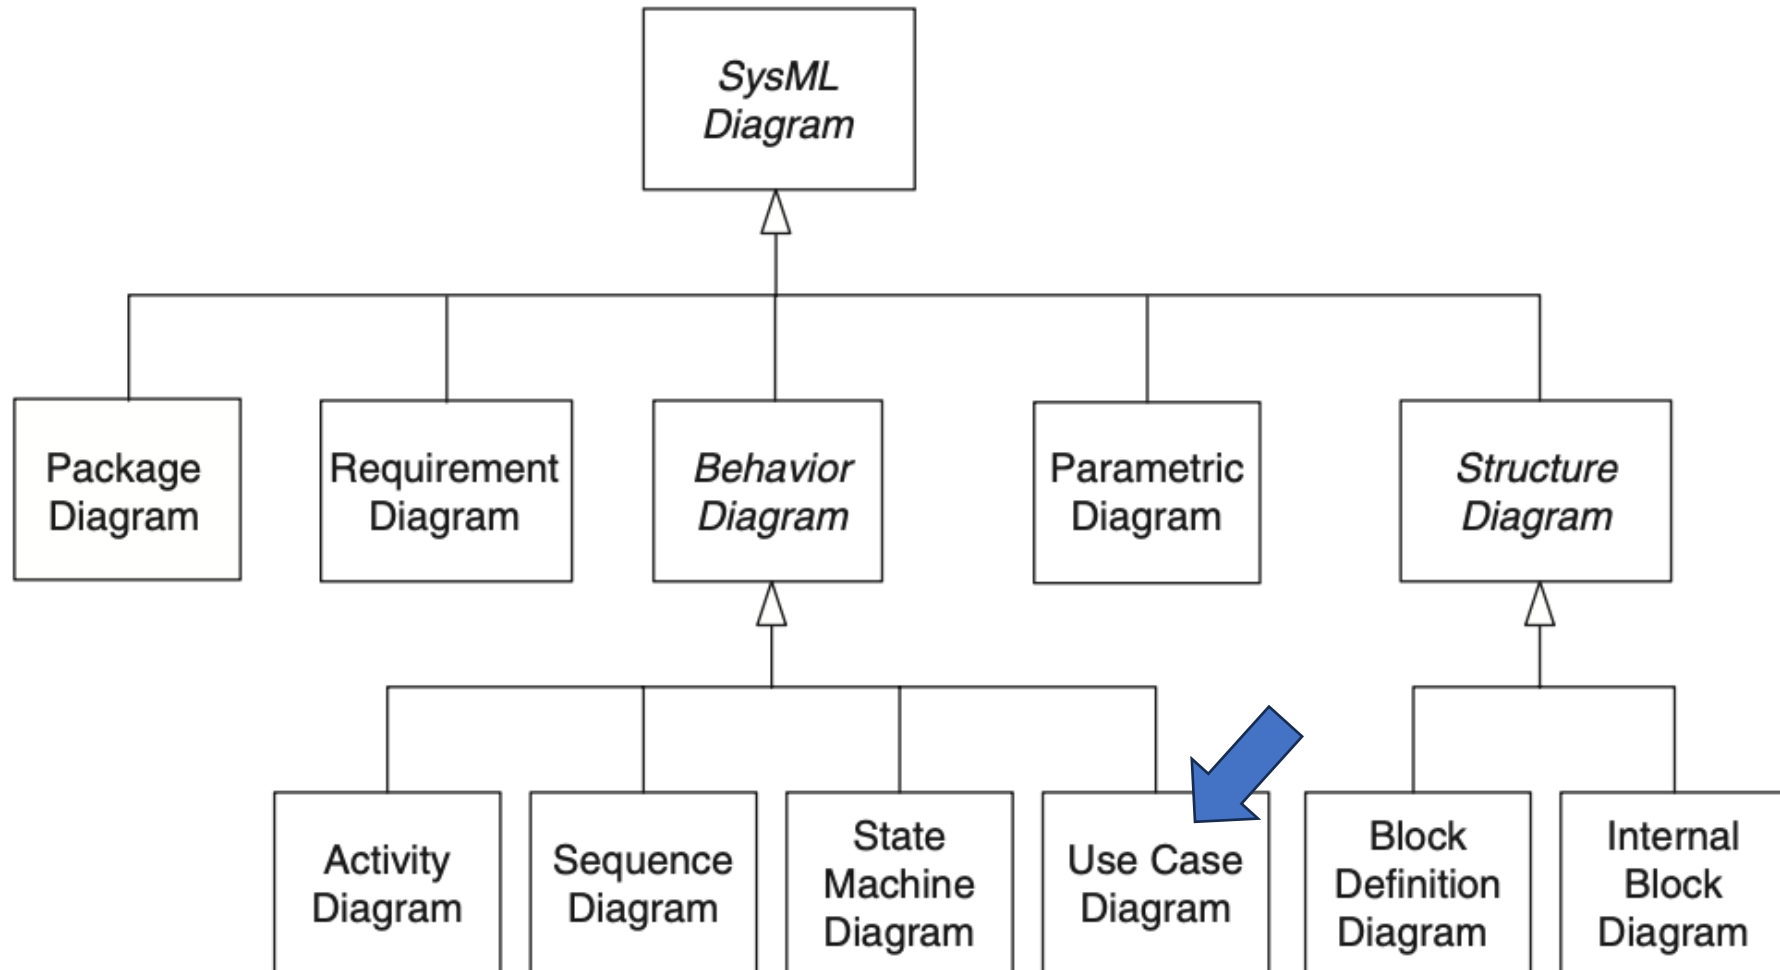 SysML
Diagram
Package
Diagram
Requirement
Diagram
Behavior
Diagram
Parametric
Diagram
Structure
Diagram
Activity
Diagram
Sequence
Diagram
State
Machine
Diagram
Use Case
Diagram
Block
Definition
Diagram
Internal
Block
Diagram